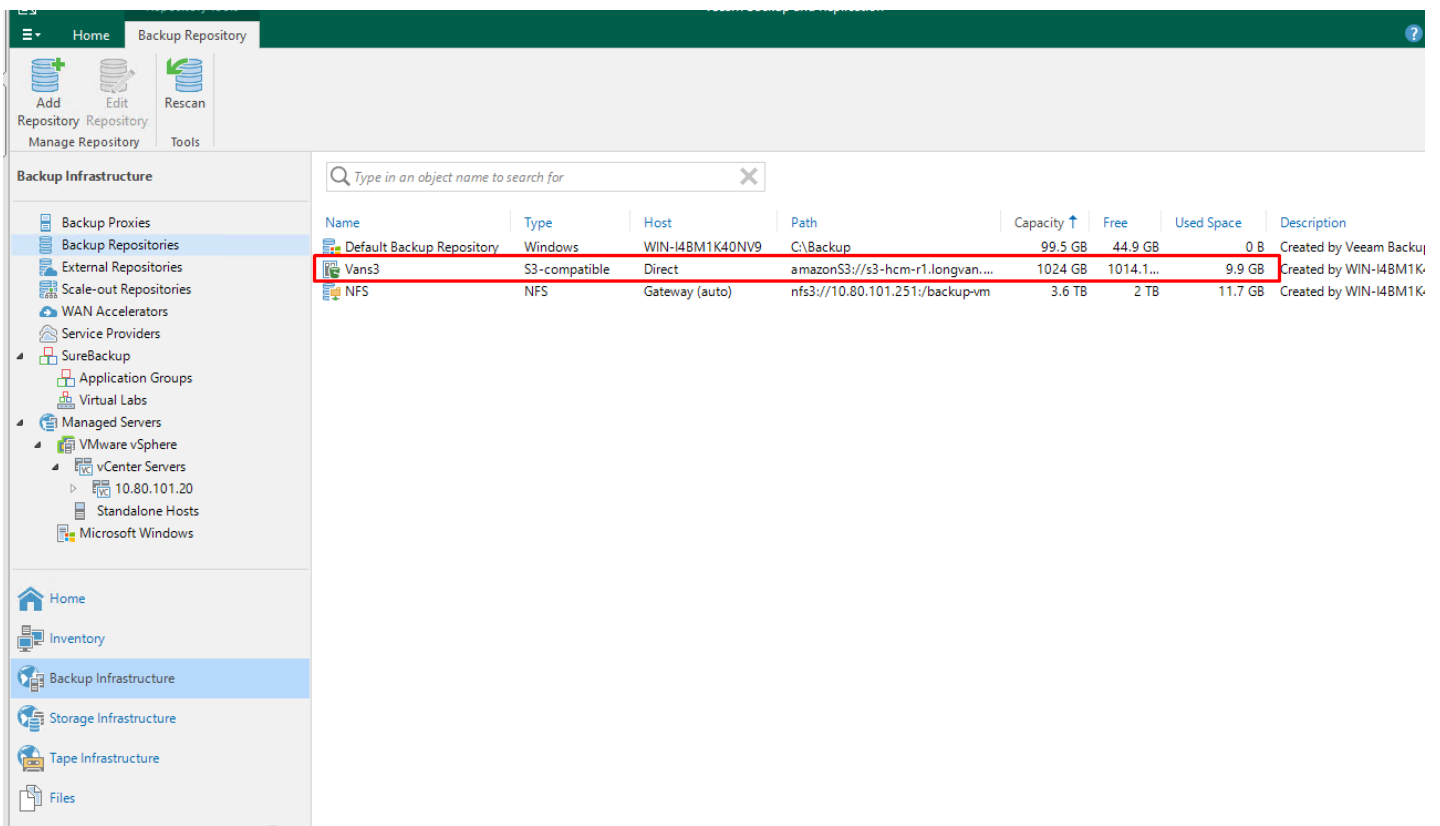 Home Backup Repository ?
Add Repository
Edit Repository
Rescan
Manage Repository Tools
Backup Infrastructure
Type in an object name to search for
Backup Proxies
Backup Repositories
External Repositories
Scale-out Repositories
WAN Accelerators
Service Providers
SureBackup
Application Groups
Virtual Labs
Managed Servers
VMware vSphere
vCenter Servers
10.80.101.20
Standalone Hosts
Microsoft Windows
Name Type Host Path Capacity Free Used Space Description
Default Backup Repository Windows WIN-I4BM1K40NV9 C:\Backup 99.5 GB 44.9 GB 0 B Created by Veeam Backup
Vans3 S3-compatible Direct amazonS3://s3-hcm-r1.longvan.... 1024 GB 1014.1... 9.9 GB Created by WIN-I4BM1K
NFS NFS Gateway (auto) nfs3://10.80.101.251:/backup-vm 3.6 TB 2 TB 11.7 GB Created by WIN-I4BM1K
Home
Inventory
Backup Infrastructure
Storage Infrastructure
Tape Infrastructure
Files